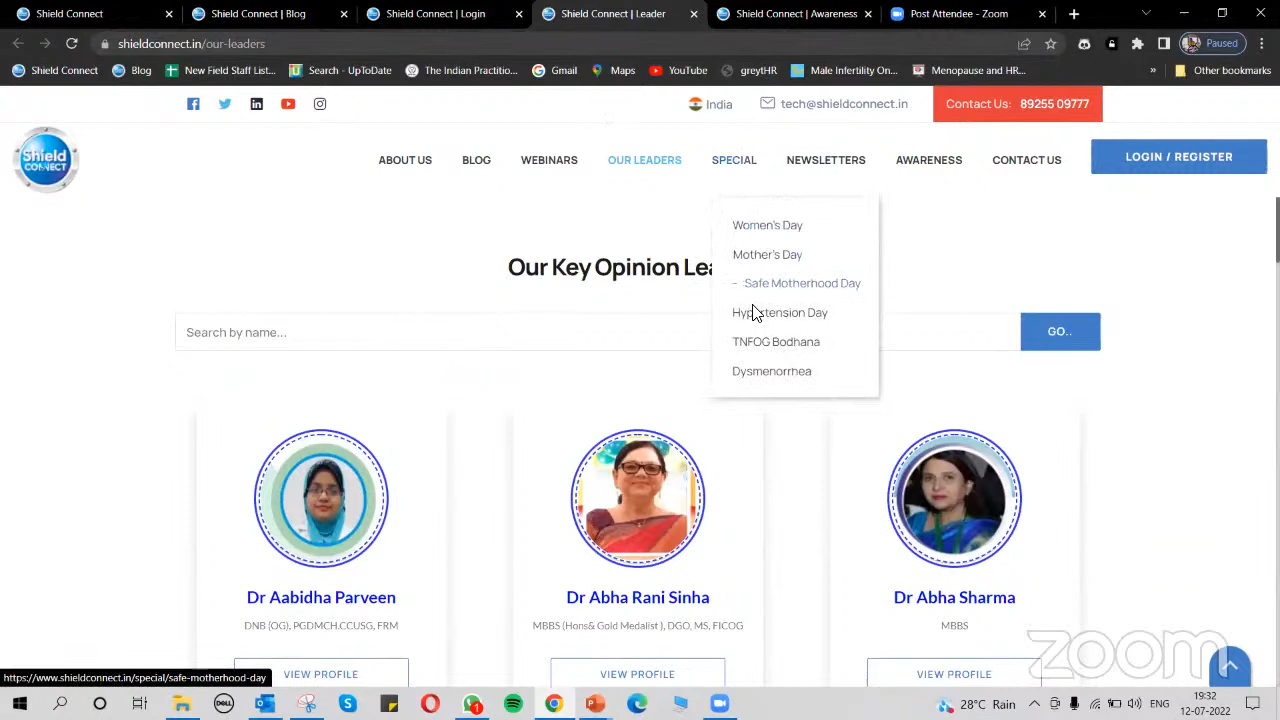 Shield Connect
Shield Connect | Blog
Shield Connect | Login
Shield Connect | Leader
Shield Connect | Awareness
Post Attendee - Zoom
shieldconnect.in/our-leaders
Paused
Shield Connect
Blog
New Field Staff List...
Search - UpToDate
The Indian Practitio...
Gmail
Maps
YouTube
greytHR
Male Infertility On...
Menopause and HR...
»
Other bookmarks
India
tech@shieldconnect.in
Contact Us: 89255 09777
Shield
CONNECT
ABOUT US
BLOG
WEBINARS
OUR LEADERS
SPECIAL
NEWSLETTERS
AWARENESS
CONTACT US
LOGIN / REGISTER
Women's Day
Mother's Day
- Safe Motherhood Day
Hypertension Day
TNFOG Bodhana
Dysmenorrhea
Our Key Opinion Lea
Search by name...
GO..
Dr Aabidha Parveen
DNB (OG), PGDMCH,CCUSG, FRM
VIEW PROFILE
Dr Abha Rani Sinha
MBBS (Hons& Gold Medalist ), DGO, MS, FICOG
VIEW PROFILE
Dr Abha Sharma
MBBS
VIEW PROFILE
zoom
https://www.shieldconnect.in/special/safe-motherhood-day
DELL
28°C Rain
ENG
19:32
12-07-2022